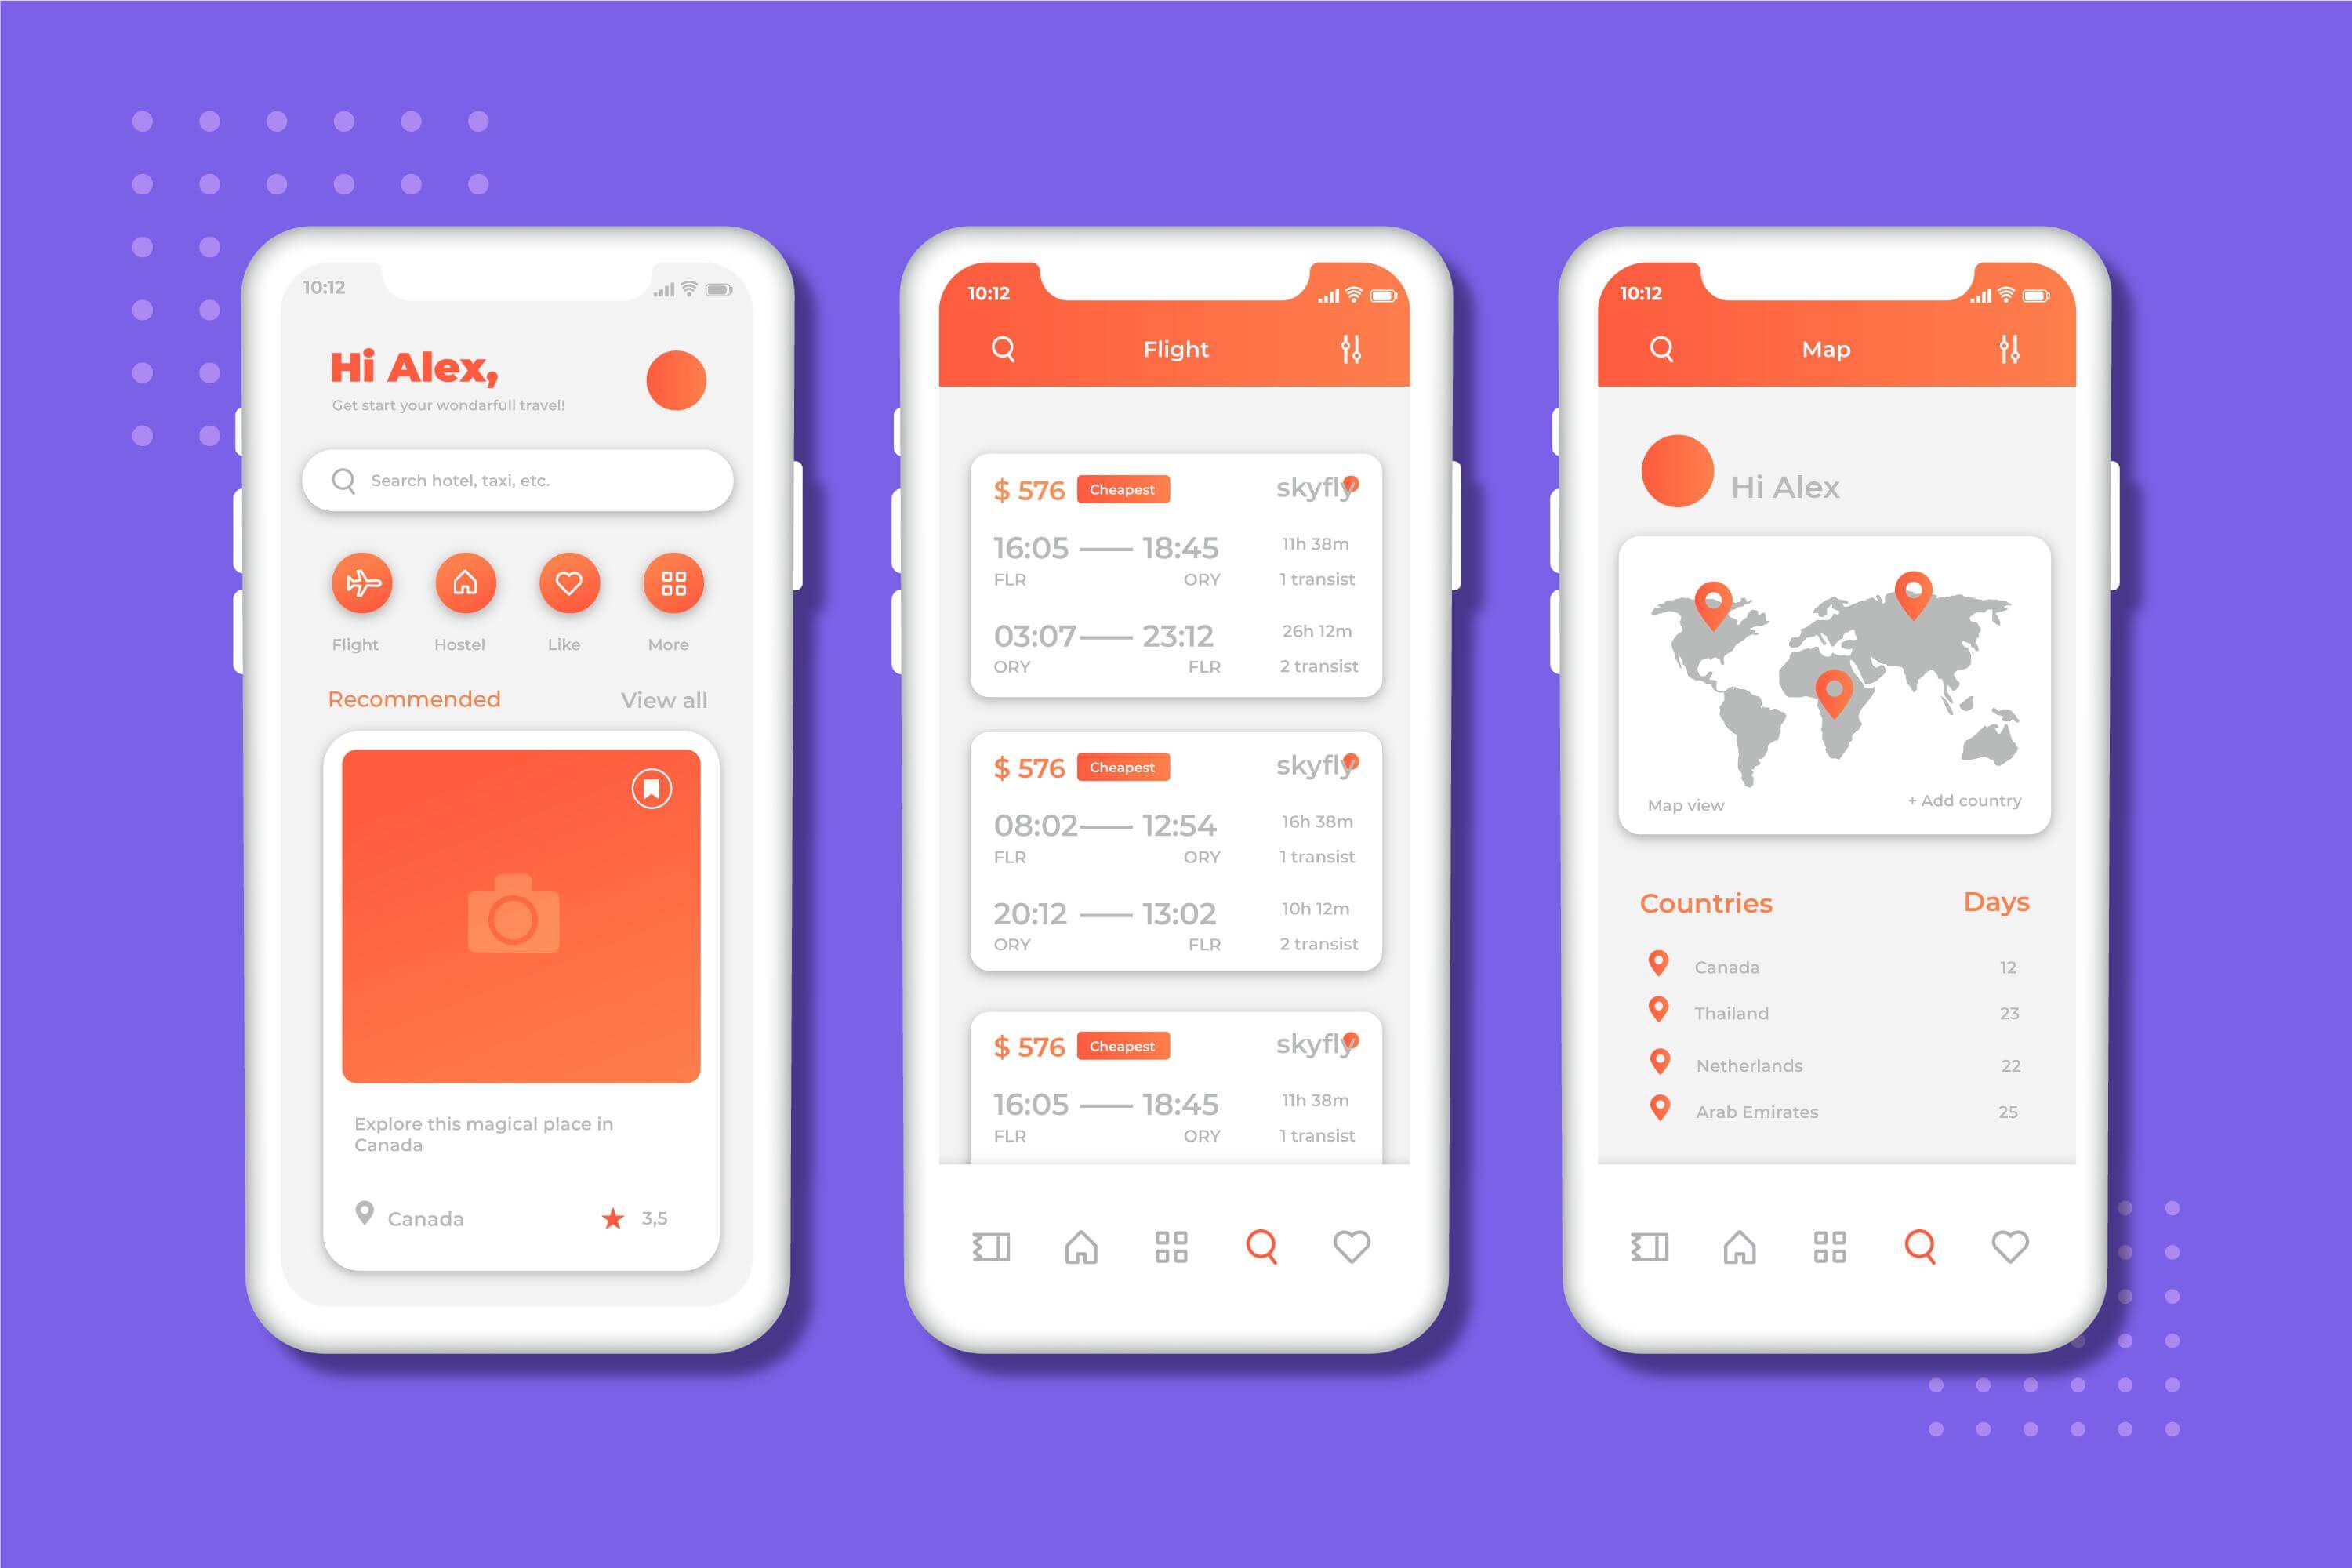 10:12
Hi Alex,
Get start your wondarfull travel!
Search hotel, taxi, etc.
Flight Hostel Like More
Recommended View all
Explore this magical place in
Canada
Canada 3,5
10:12
Flight
$ 576 Cheapest skyfly
16:05 18:45 11h 38m
FLR ORY 1 transist
03:07 23:12 26h 12m
ORY FLR 2 transist
$ 576 Cheapest skyfly
08:02 12:54 16h 38m
FLR ORY 1 transist
20:12 13:02 10h 12m
ORY FLR 2 transist
$ 576 Cheapest skyfly
16:05 18:45 11h 38m
FLR ORY 1 transist
10:12
Map
Hi Alex
Map view + Add country
Countries Days
Canada 12
Thailand 23
Netherlands 22
Arab Emirates 25